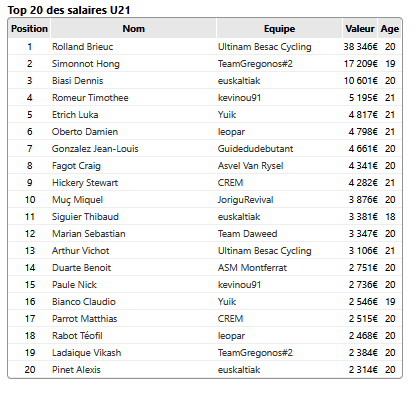 Top 20 des salaires U21
Position Nom Equipe Valeur Age
1 Rolland Brieuc Ultinam Besac Cycling 38 346€ 20
2 Simonnot Hong TeamGregonos#2 17 209€ 19
3 Biasi Dennis euskaltiak 10 601€ 20
4 Romeur Timothee kevinou91 5 195€ 21
5 Etrich Luka Yuik 4 817€ 21
6 Oberto Damien leopar 4 798€ 21
7 Gonzalez Jean-Louis Guidedudebutant 4 661€ 20
8 Fagot Craig Asvel Van Rysel 4 341€ 20
9 Hickery Stewart CREM 4 282€ 21
10 Muç Miquel JoriguRevival 3 876€ 20
11 Siguier Thibaud euskaltiak 3 381€ 18
12 Marian Sebastian Team Daweed 3 347€ 20
13 Arthur Vichot Ultinam Besac Cycling 3 106€ 21
14 Duarte Benoit ASM Montferrat 2 751€ 20
15 Paule Nick kevinou91 2 736€ 20
16 Bianco Claudio Yuik 2 546€ 19
17 Parrot Matthias CREM 2 515€ 20
18 Rabot Téofil leopar 2 468€ 20
19 Ladaique Vikash TeamGregonos#2 2 384€ 20
20 Pinet Alexis euskaltiak 2 314€ 20